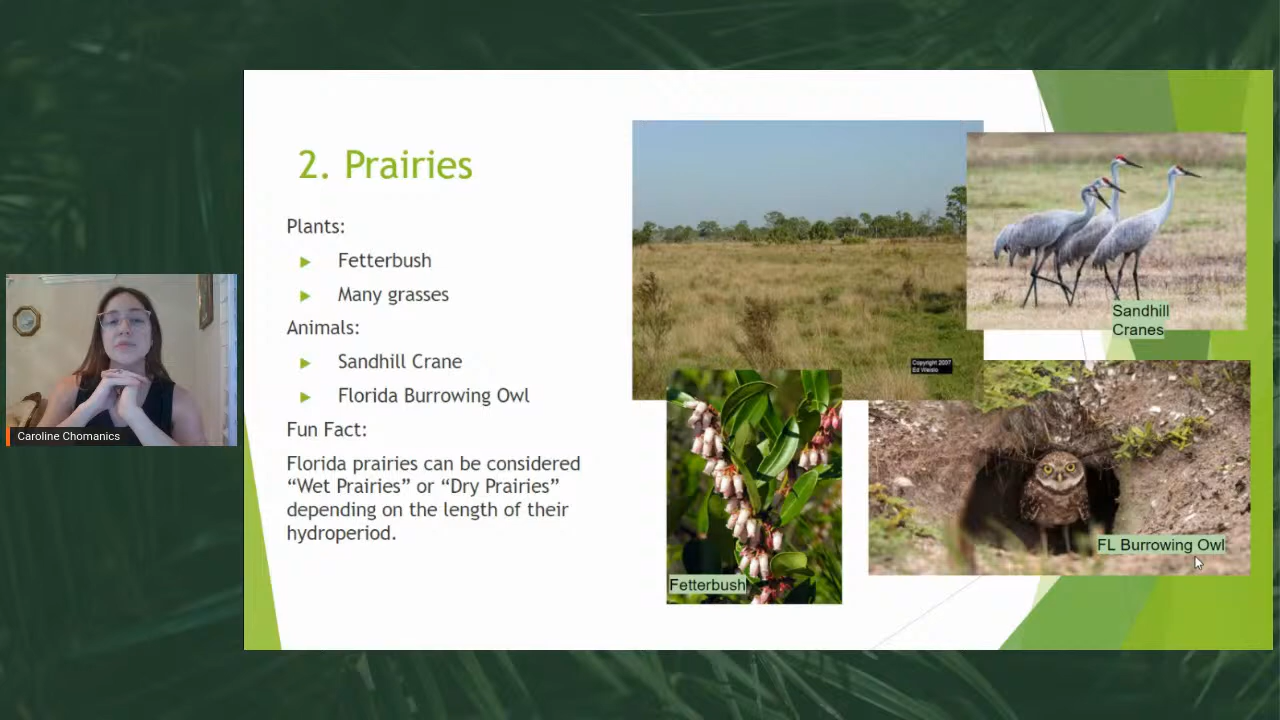 2. Prairies
Plants:
Fetterbush
Many grasses
Animals:
Sandhill Crane
Florida Burrowing Owl
Fun Fact:
Florida prairies can be considered
“Wet Prairies” or “Dry Prairies”
depending on the length of their
hydroperiod.
Copyright 2007
Sandhill
Cranes
FL Burrowing Owl
Fetterbush
Caroline Chomanics